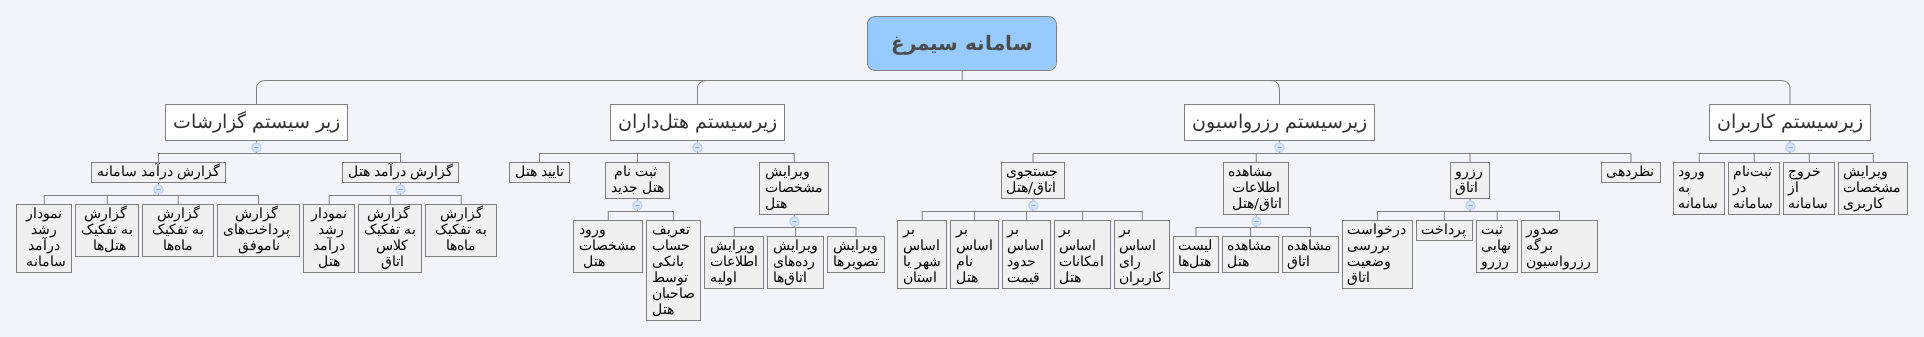 سامانه سیمرغ
زیرسیستم کاربران
زیرسیستم رزرواسیون
زیرسیستم هتل‌داران
زیر سیستم گزارشات
ویرایش
مشخصات
کاربری
خروج
از
سامانه
ثبت‌نام
در
سامانه
ورود
به
سامانه
نظردهی
رزرو
اتاق
صدور
برگه
رزرواسیون
ثبت
نهایی
رزرو
پرداخت
درخواست
بررسی
وضعیت
اتاق
مشاهده
اطلاعات
اتاق/هتل
مشاهده
اتاق
مشاهده
هتل
لیست
هتل‌ها
جستجوی
اتاق/هتل
بر
اساس
رای
کاربران
بر
اساس
امکانات
هتل
بر
اساس
حدود
قیمت
بر
اساس
نام
هتل
بر
اساس
شهر یا
استان
ویرایش
مشخصات
هتل
ویرایش
تصویرها
ویرایش
رده‌های
اتاق‌ها
ویرایش
اطلاعات
اولیه
ثبت نام
هتل جدید
تعریف
حساب
بانکی
توسط
صاحبان
هتل
ورود
مشخصات
هتل
تایید هتل
گزارش درآمد هتل
گزارش
به تفکیک
ماه‌ها
گزارش
به تفکیک
کلاس
اتاق
نمودار
رشد
درآمد
هتل
گزارش درآمد سامانه
گزارش
پرداخت‌های
ناموفق
گزارش
به تفکیک
ماه‌ها
گزارش
به تفکیک
هتل‌ها
نمودار
رشد
درآمد
سامانه